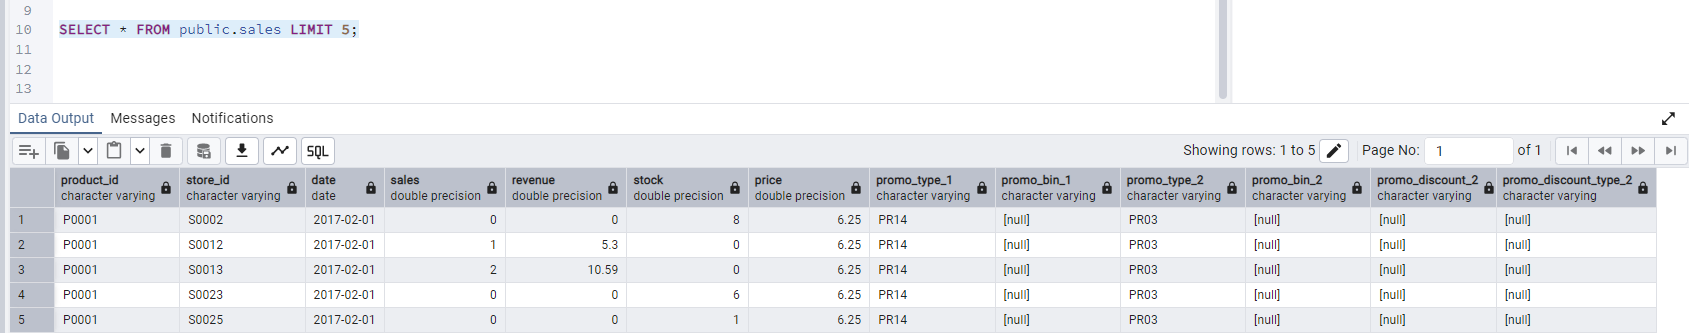 9
10 SELECT * FROM public.sales LIMIT 5;
11
12
13
Data Output Messages Notifications
SQL Showing rows: 1 to 5 Page No: 1 of 1
product_id store_id date sales revenue stock price promo_type_1 promo_bin_1 promo_type_2 promo_bin_2 promo_discount_2 promo_discount_type_2
character varying character varying date double precision double precision double precision double precision character varying character varying character varying character varying character varying character varying
1 P0001 S0002 2017-02-01 0 0 8 6.25 PR14 [null] PR03 [null] [null] [null]
2 P0001 S0012 2017-02-01 1 5.3 0 6.25 PR14 [null] PR03 [null] [null] [null]
3 P0001 S0013 2017-02-01 2 10.59 0 6.25 PR14 [null] PR03 [null] [null] [null]
4 P0001 S0023 2017-02-01 0 0 6 6.25 PR14 [null] PR03 [null] [null] [null]
5 P0001 S0025 2017-02-01 0 0 1 6.25 PR14 [null] PR03 [null] [null] [null]